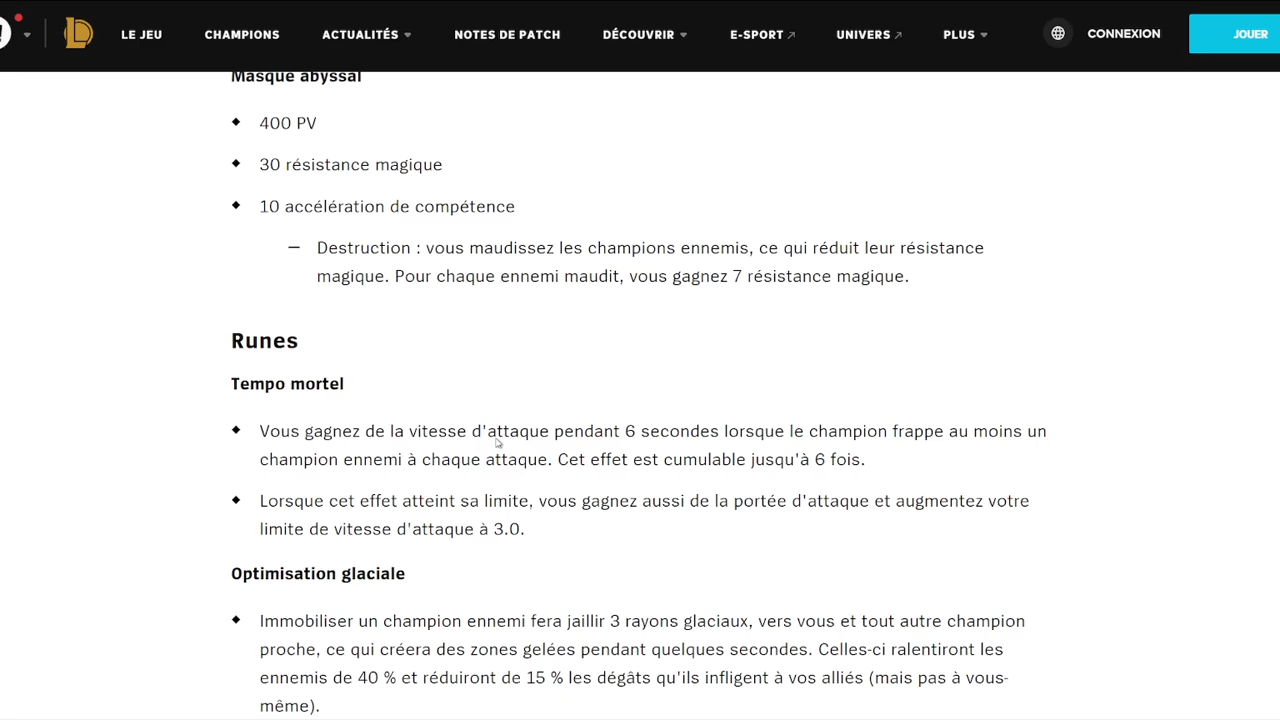 LE JEU CHAMPIONS ACTUALITÉS NOTES DE PATCH DÉCOUVRIR E-SPORT UNIVERS PLUS CONNEXION JOUER
Masque abyssal
400 PV
30 résistance magique
10 accélération de compétence
Destruction : vous maudissez les champions ennemis, ce qui réduit leur résistance
magique. Pour chaque ennemi maudit, vous gagnez 7 résistance magique.
Runes
Tempo mortel
Vous gagnez de la vitesse d'attaque pendant 6 secondes lorsque le champion frappe au moins un
champion ennemi à chaque attaque. Cet effet est cumulable jusqu'à 6 fois.
Lorsque cet effet atteint sa limite, vous gagnez aussi de la portée d'attaque et augmentez votre
limite de vitesse d'attaque à 3.0.
Optimisation glaciale
Immobiliser un champion ennemi fera jaillir 3 rayons glaciaux, vers vous et tout autre champion
proche, ce qui créera des zones gelées pendant quelques secondes. Celles-ci ralentiront les
ennemis de 40 % et réduiront de 15 % les dégâts qu'ils infligent à vos alliés (mais pas à vous-
même).